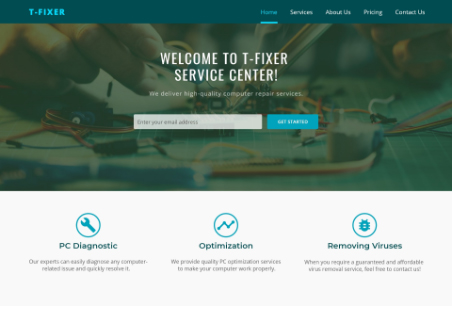 T-FIXER
Home Services About Us Pricing Contact Us
WELCOME TO T-FIXER
SERVICE CENTER!
We deliver high-quality computer repair services.
Enter your email address
GET STARTED
PC Diagnostic
Our experts can easily diagnose any computer-
related issue and quickly resolve it.
Optimization
We provide quality PC optimization services
to make your computer work properly.
Removing Viruses
When you require a guaranteed and affordable
virus removal service, feel free to contact us!